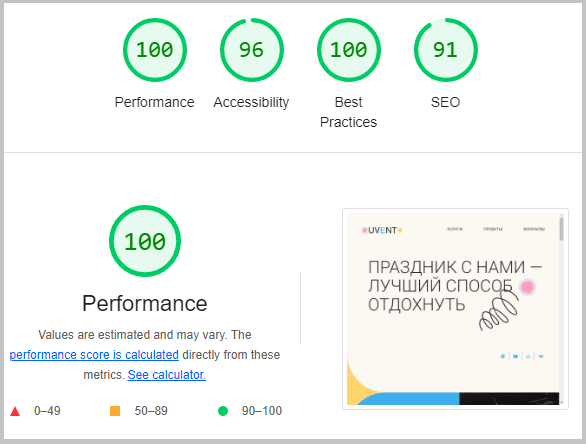 100
96
100
91
Performance
Accessibility
Best
Practices
SEO
100
Performance
Values are estimated and may vary. The
performance score is calculated directly from these
metrics. See calculator.
0–49
50–89
90–100
UVENT
УСЛУГИ
ПРОЕКТЫ
КОНТАКТЫ
ПРАЗДНИК С НАМИ —
ЛУЧШИЙ СПОСОБ
ОТДОХНУТЬ